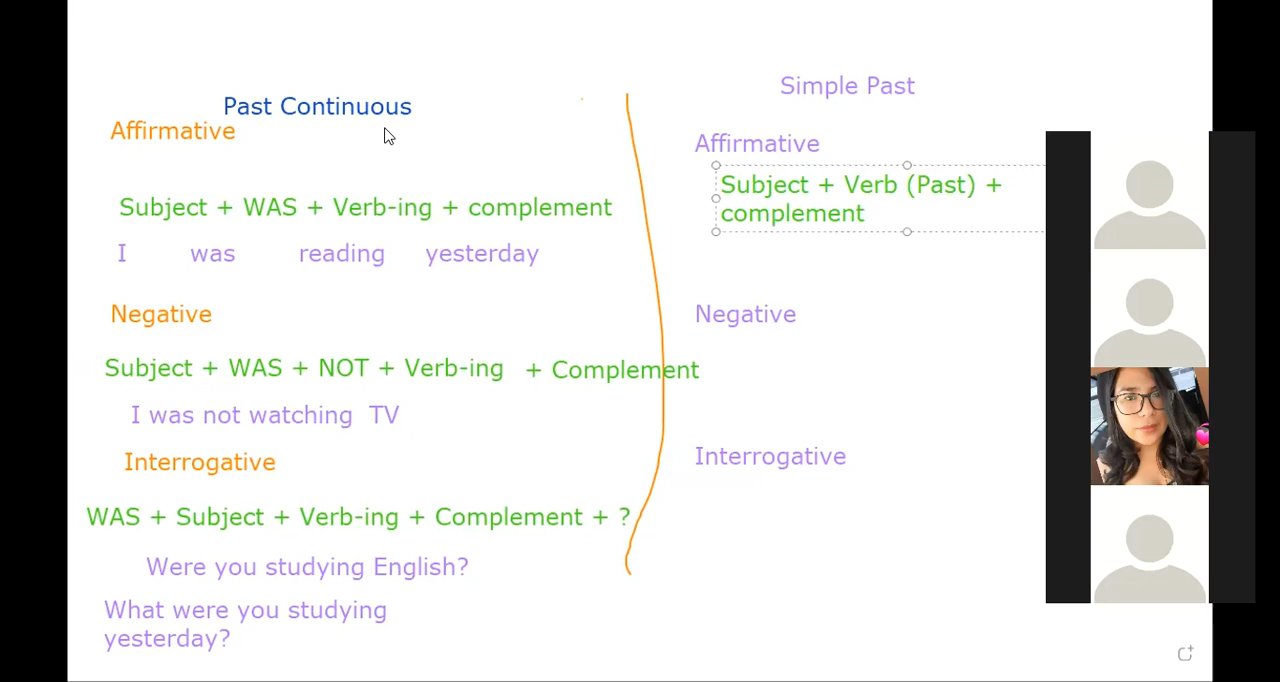 Past Continuous
Affirmative
Subject + WAS + Verb-ing + complement
I was reading yesterday
Negative
Subject + WAS + NOT + Verb-ing + Complement
I was not watching TV
Interrogative
WAS + Subject + Verb-ing + Complement + ?
Were you studying English?
What were you studying
yesterday?
Simple Past
Affirmative
Subject + Verb (Past) +
complement
Negative
Interrogative